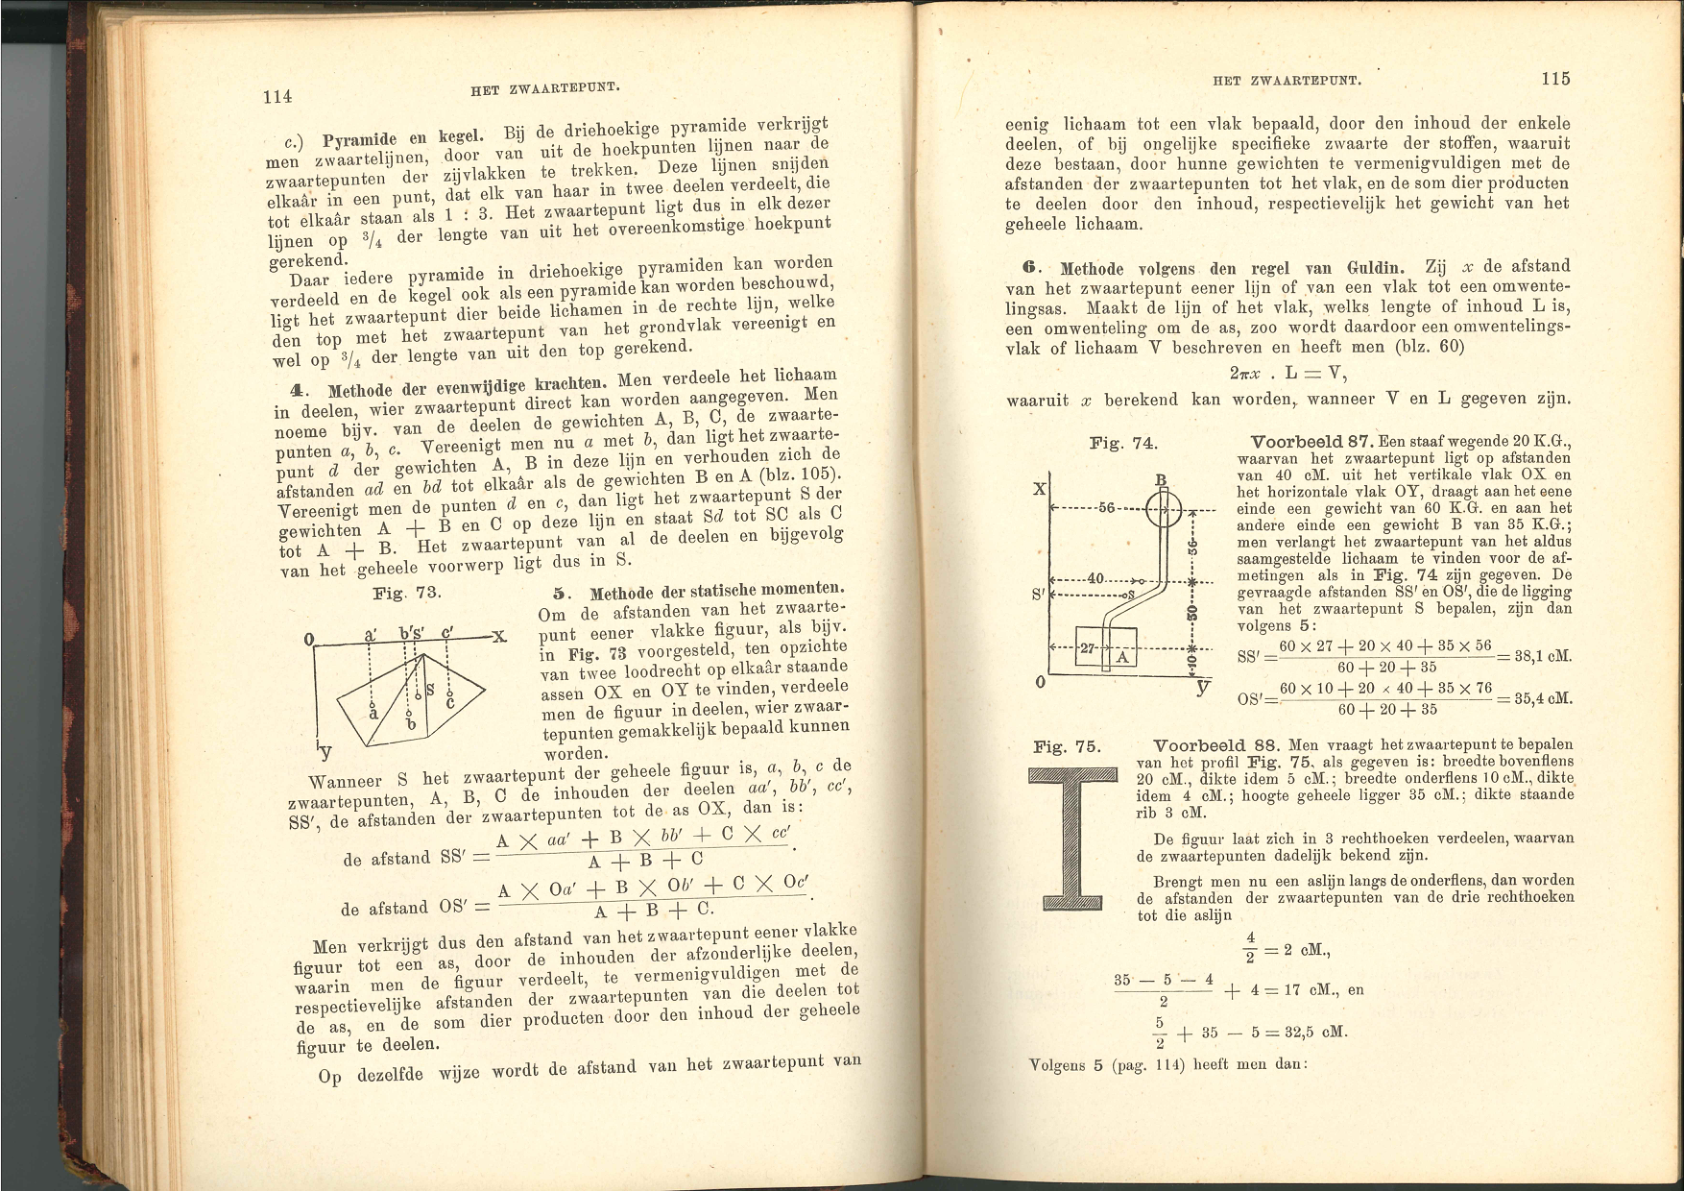 114
HET ZWAARTEPUNT.
c.) Pyramide en kegel. Bij de driehoekige pyramide verkrijgt
men zwaartelijnen, door van uit de hoekpunten lijnen naar de
zwaartepunten der zijvlakken te trekken. Deze lijnen snijden
elkaâr in een punt, dat elk van haar in twee deelen verdeelt, die
tot elkaâr staan als 1 : 3. Het zwaartepunt ligt dus in elk dezer
lijnen op 3/4 der lengte van uit het overeenkomstige hoekpunt
gerekend.
Daar iedere pyramide in driehoekige pyramiden kan worden
verdeeld en de kegel ook als een pyramide kan worden beschouwd,
ligt het zwaartepunt dier beide lichamen in de rechte lijn, welke
den top met het zwaartepunt van het grondvlak vereenigt en
wel op 3/4 der lengte van uit den top gerekend.
4. Methode der evenwijdige krachten. Men verdeele het lichaam
in deelen, wier zwaartepunt direct kan worden aangegeven. Men
noeme bijv. van de deelen de gewichten A, B, C, de zwaarte-
punten a, b, c. Vereenigt men nu a met b, dan ligt het zwaarte-
punt d der gewichten A, B in deze lijn en verhouden zich de
afstanden ad en bd tot elkaâr als de gewichten B en A (blz. 105).
Vereenigt men de punten d en c, dan ligt het zwaartepunt S der
gewichten A + B en C op deze lijn en staat Sd tot SC als C
tot A + B. Het zwaartepunt van al de deelen en bijgevolg
van het geheele voorwerp ligt dus in S.
Fig. 73.
O a' b' s' c' X
S
a b c
y
5. Methode der statische momenten.
Om de afstanden van het zwaarte-
punt eener vlakke figuur, als bijv.
in Fig. 73 voorgesteld, ten opzichte
van twee loodrecht op elkaâr staande
assen OX en OY te vinden, verdeele
men de figuur in deelen, wier zwaar-
tepunten gemakkelijk bepaald kunnen
worden.
Wanneer S het zwaartepunt der geheele figuur is, a, b, c de
zwaartepunten, A, B, C de inhouden der deelen aa', bb', cc',
SS', de afstanden der zwaartepunten tot de as OX, dan is:
de afstand SS' = A × aa' + B × bb' + C × cc' / A + B + C .
de afstand OS' = A × Oa' + B × Ob' + C × Oc' / A + B + C. .
Men verkrijgt dus den afstand van het zwaartepunt eener vlakke
figuur tot een as, door de inhouden der afzonderlijke deelen,
waarin men de figuur verdeelt, te vermenigvuldigen met de
respectievelijke afstanden der zwaartepunten van die deelen tot
de as, en de som dier producten door den inhoud der geheele
figuur te deelen.
Op dezelfde wijze wordt de afstand van het zwaartepunt van
HET ZWAARTEPUNT.
115
eenig lichaam tot een vlak bepaald, door den inhoud der enkele
deelen, of bij ongelijke specifieke zwaarte der stoffen, waaruit
deze bestaan, door hunne gewichten te vermenigvuldigen met de
afstanden der zwaartepunten tot het vlak, en de som dier producten
te deelen door den inhoud, respectievelijk het gewicht van het
geheele lichaam.
6. Methode volgens den regel van Guldin. Zij x de afstand
van het zwaartepunt eener lijn of van een vlak tot een omwente-
lingsas. Maakt de lijn of het vlak, welks lengte of inhoud L is,
een omwenteling om de as, zoo wordt daardoor een omwentelings-
vlak of lichaam V beschreven en heeft men (blz. 60)
2πx . L = V,
waaruit x berekend kan worden, wanneer V en L gegeven zijn.
Fig. 74.
X B
56
56
40
S' S
50
27 A
10
O y
Voorbeeld 87. Een staaf wegende 20 K.G.,
waarvan het zwaartepunt ligt op afstanden
van 40 cM. uit het vertikale vlak OX en
het horizontale vlak OY, draagt aan het eene
einde een gewicht van 60 K.G. en aan het
andere einde een gewicht B van 35 K.G.;
men verlangt het zwaartepunt van het aldus
saamgestelde lichaam te vinden voor de af-
metingen als in Fig. 74 zijn gegeven. De
gevraagde afstanden SS' en OS', die de ligging
van het zwaartepunt S bepalen, zijn dan
volgens 5:
SS' = 60 × 27 + 20 × 40 + 35 × 56 / 60 + 20 + 35 = 38,1 cM.
OS' = 60 × 10 + 20 × 40 + 35 × 76 / 60 + 20 + 35 = 35,4 cM.
Fig. 75.
Voorbeeld 88. Men vraagt het zwaartepunt te bepalen
van het profil Fig. 75, als gegeven is: breedte bovenflens
20 cM., dikte idem 5 cM.; breedte onderflens 10 cM., dikte
idem 4 cM.; hoogte geheele ligger 35 cM.; dikte staande
rib 3 cM.
De figuur laat zich in 3 rechthoeken verdeelen, waarvan
de zwaartepunten dadelijk bekend zijn.
Brengt men nu een aslijn langs de onderflens, dan worden
de afstanden der zwaartepunten van de drie rechthoeken
tot die aslijn
4/2 = 2 cM.,
35 — 5 — 4 / 2 + 4 = 17 cM., en
5/2 + 35 — 5 = 32,5 cM.
Volgens 5 (pag. 114) heeft men dan: